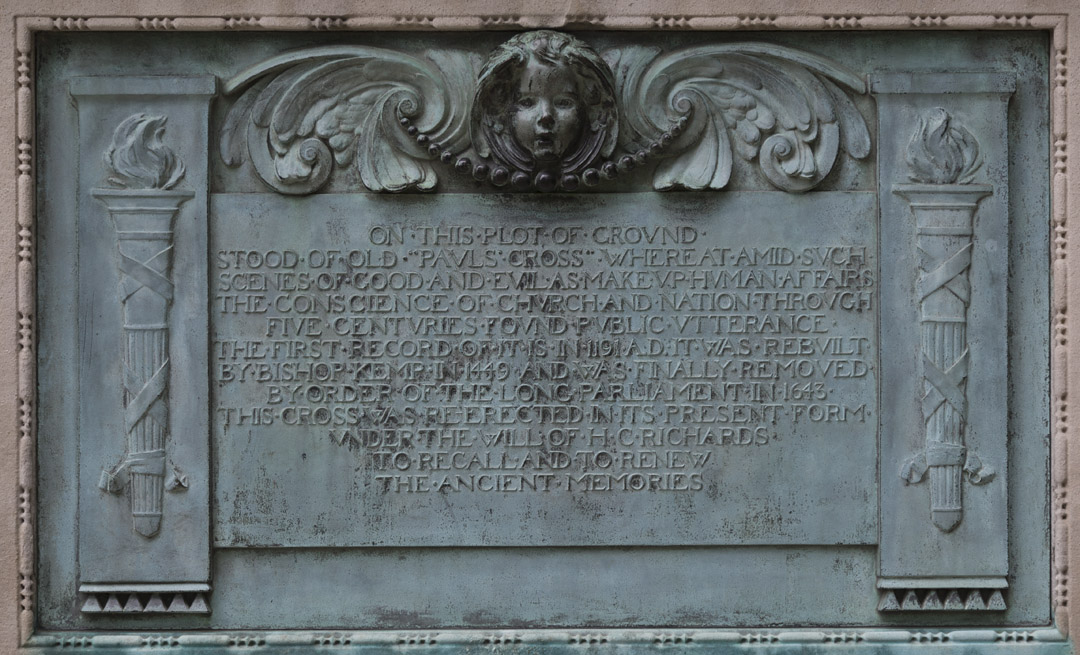 ON·THIS·PLOT·OF·GROVND·
STOOD·OF·OLD·"PAVLS·CROSS"·WHEREAT·AMID·SVCH·
SCENES·OF·GOOD·AND·EVIL·AS·MAKE·VP·HVMAN·AFFAIRS
THE·CONSCIENCE·OF·CHVRCH·AND·NATION·THROVGH
FIVE·CENTVRIES·FOVND·PVBLIC·VTTERANCE·
THE·FIRST·RECORD·OF·IT·IS·IN·1191·A.D:IT·WAS·REBVILT
BY·BISHOP·KEMP·IN·1449·AND·WAS·FINALLY·REMOVED·
BY·ORDER·OF·THE·LONG·PARLIAMENT·IN·1643·
THIS·CROSS·WAS·RE-ERECTED·IN·ITS·PRESENT·FORM·
VNDER·THE·WILL·OF·H·C·RICHARDS·
TO·RECALL·AND·TO·RENEW
THE·ANCIENT·MEMORIES